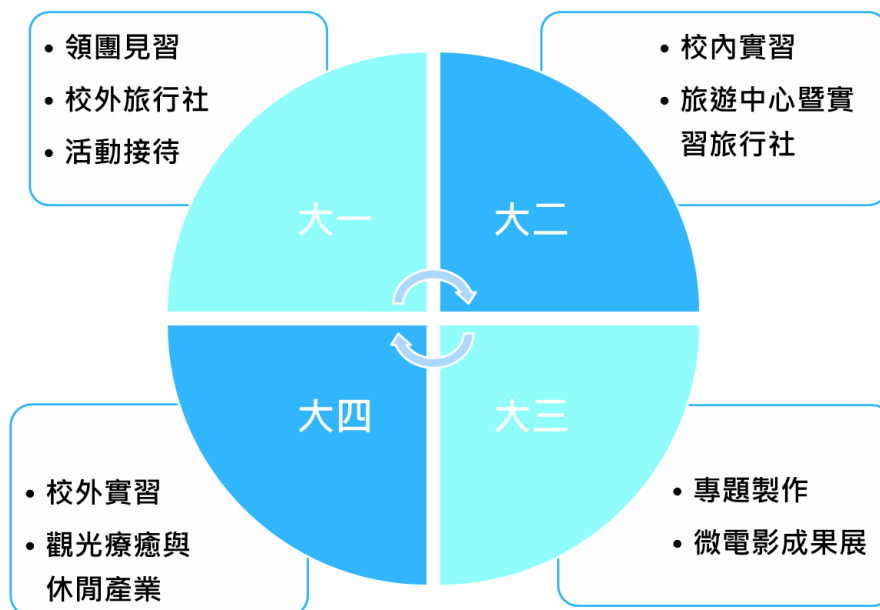 • 領團見習
• 校外旅行社
• 活動接待
大一
• 校內實習
• 旅遊中心暨實
習旅行社
大二
大三
• 專題製作
• 微電影成果展
大四
• 校外實習
• 觀光療癒與
休閒產業